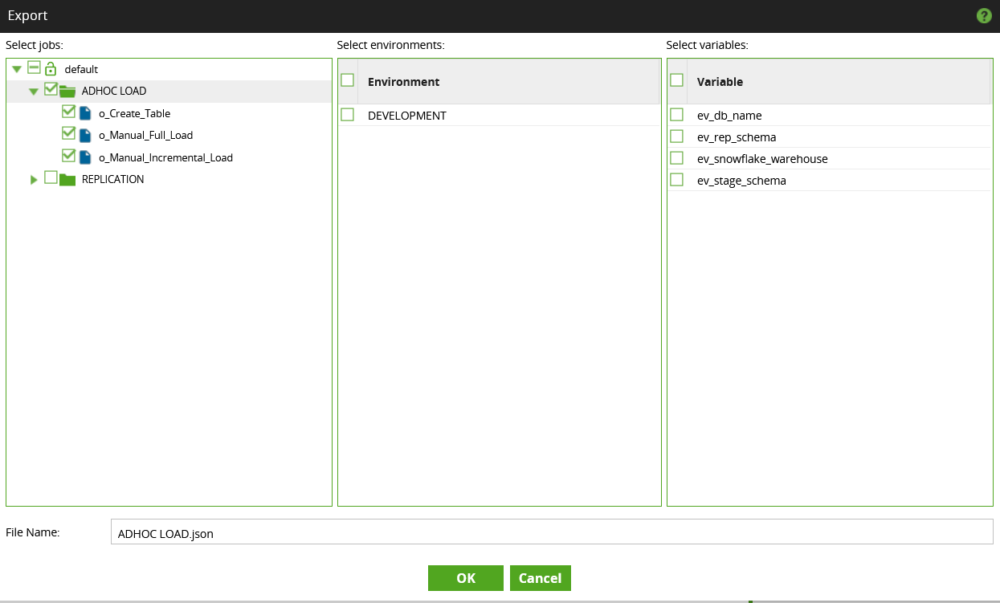 Export
?
Select jobs:
default
ADHOC LOAD
o_Create_Table
o_Manual_Full_Load
o_Manual_Incremental_Load
REPLICATION
Select environments:
Environment
DEVELOPMENT
Select variables:
Variable
ev_db_name
ev_rep_schema
ev_snowflake_warehouse
ev_stage_schema
File Name:
ADHOC LOAD.json
OK
Cancel